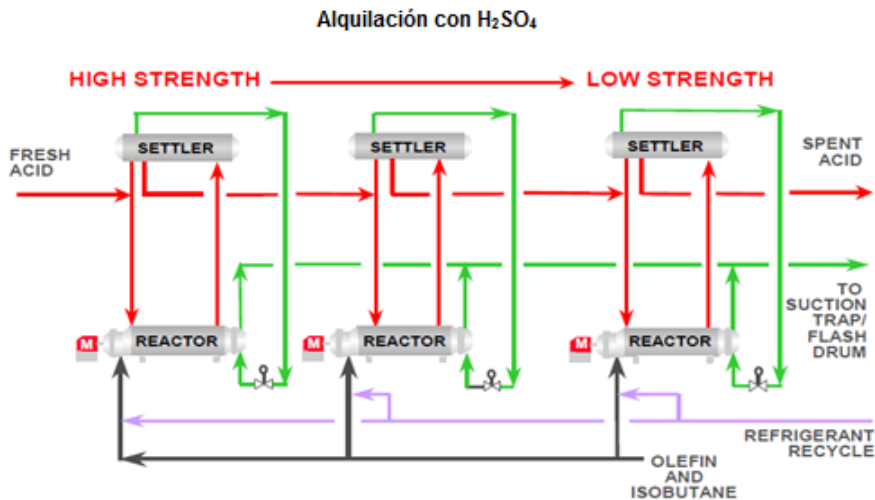 Alquilación con H₂SO₄
HIGH STRENGTH
LOW STRENGTH
FRESH
ACID
SETTLER
SETTLER
SETTLER
SPENT
ACID
M
REACTOR
M
REACTOR
M
REACTOR
TO
SUCTION
TRAP/
FLASH
DRUM
REFRIGERANT
RECYCLE
OLEFIN
AND
ISOBUTANE